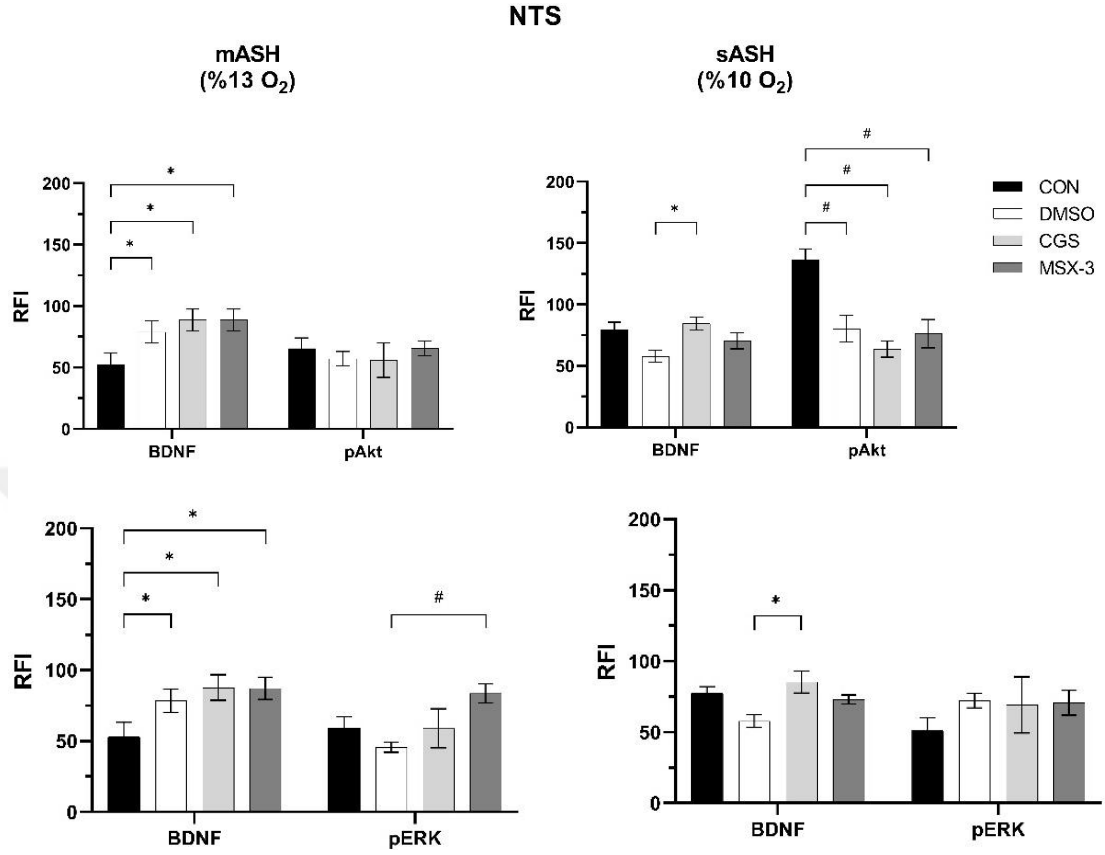 NTS
mASH
(%13 O₂)
sASH
(%10 O₂)
RFI
200
150
100
50
0
*
*
*
BDNF
pAkt
RFI
200
150
100
50
0
*
#
#
#
BDNF
pAkt
CON
DMSO
CGS
MSX-3
RFI
200
150
100
50
0
*
*
*
#
BDNF
pERK
RFI
200
150
100
50
0
*
BDNF
pERK